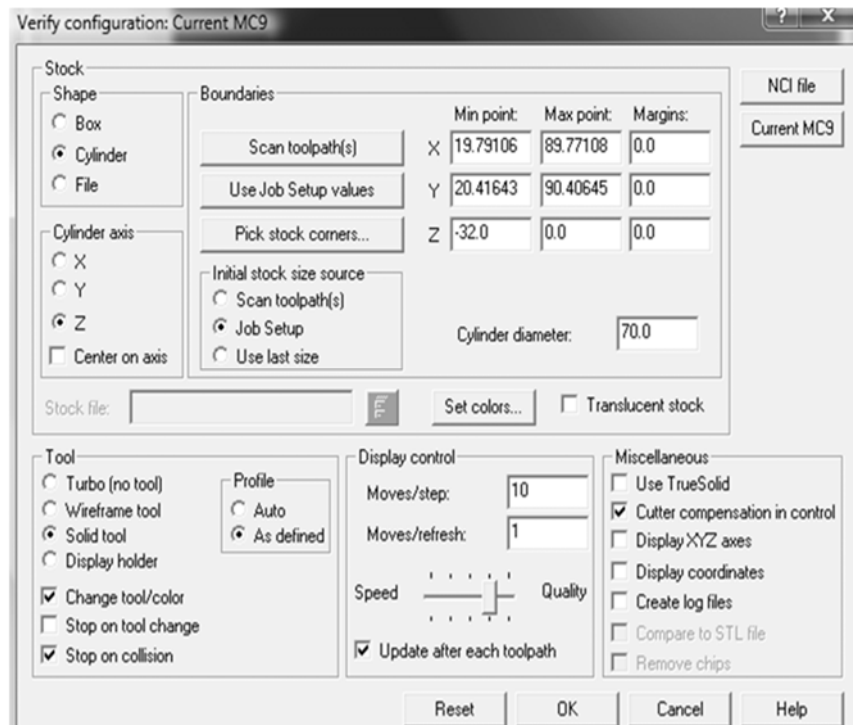 Verify configuration: Current MC9
? X
Stock
Shape
Box
Cylinder
File
Cylinder axis
X
Y
Z
Center on axis
Boundaries
Min point: Max point: Margins:
Scan toolpath(s) X 19.79106 89.77108 0.0
Use Job Setup values Y 20.41643 90.40645 0.0
Pick stock corners... Z -32.0 0.0 0.0
Initial stock size source
Scan toolpath(s)
Job Setup
Use last size
Cylinder diameter: 70.0
Stock file:
Set colors... Translucent stock
NCI file
Current MC9
Tool
Turbo (no tool)
Wireframe tool
Solid tool
Display holder
Profile
Auto
As defined
Change tool/color
Stop on tool change
Stop on collision
Display control
Moves/step: 10
Moves/refresh: 1
Speed Quality
Update after each toolpath
Miscellaneous
Use TrueSolid
Cutter compensation in control
Display XYZ axes
Display coordinates
Create log files
Compare to STL file
Remove chips
Reset OK Cancel Help